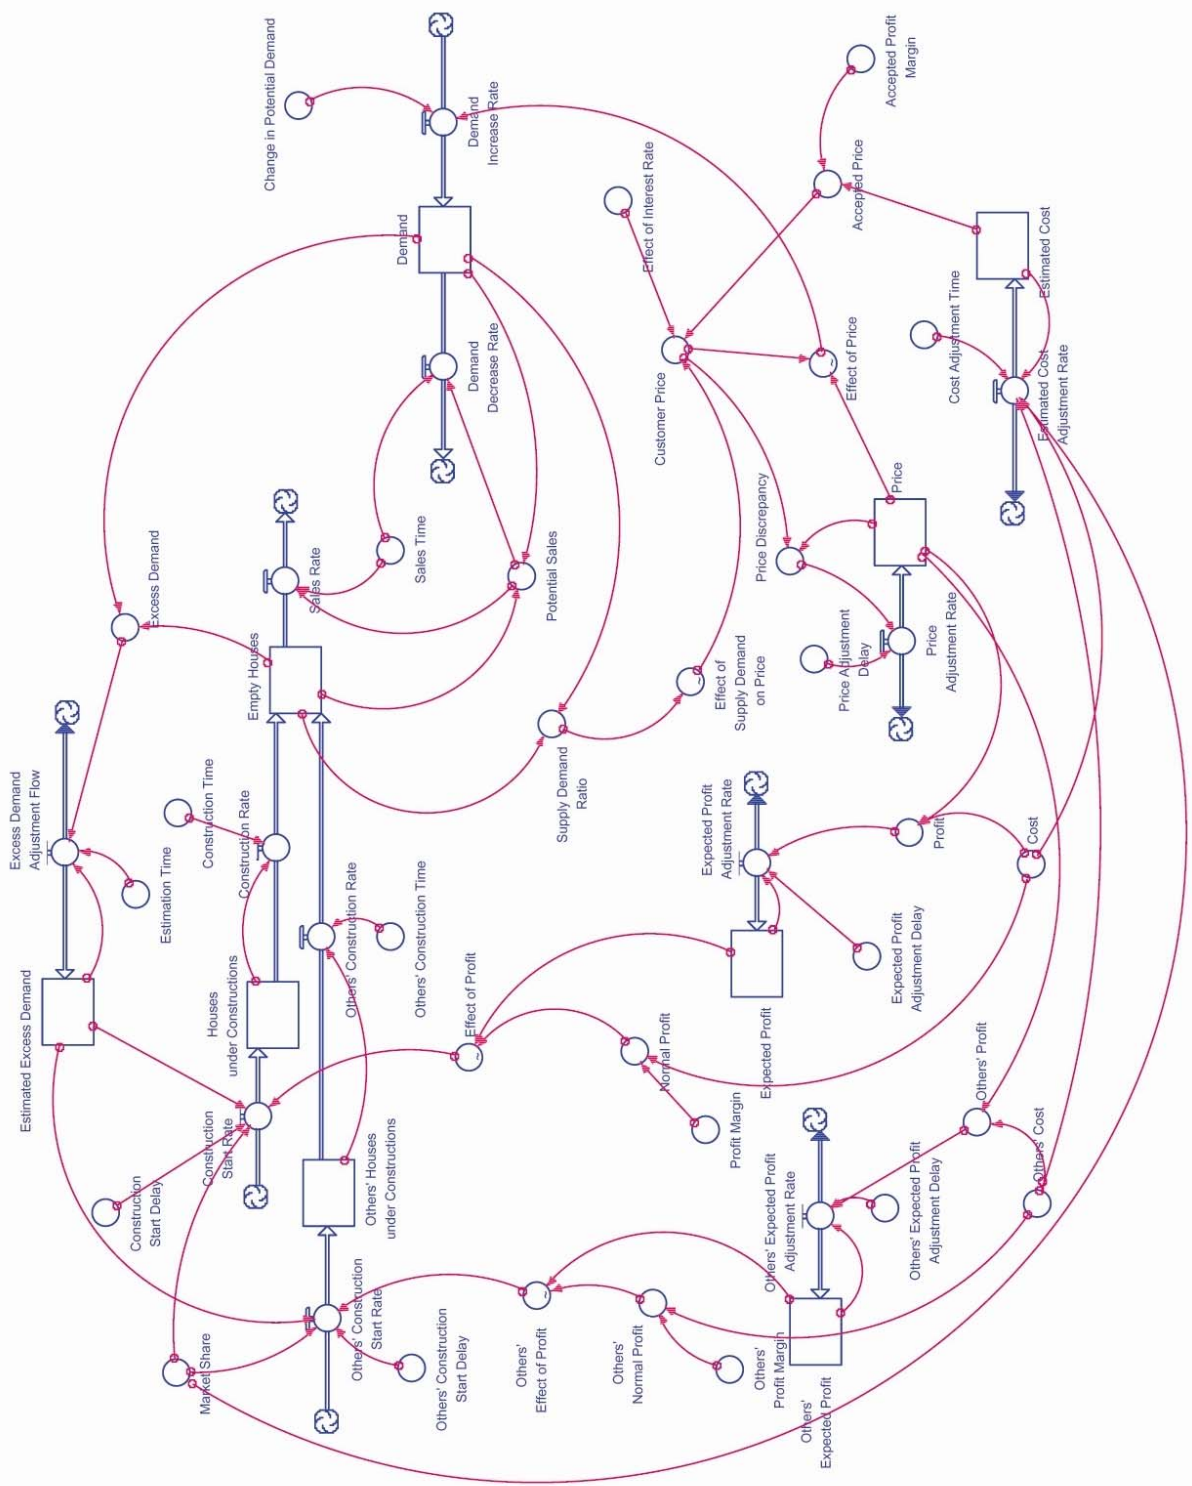 Estimated Excess Demand
Excess Demand
Adjustment Flow
Estimation Time
Excess Demand
Construction
Start Delay
Market Share
Construction
Start Rate
Houses
under Constructions
Construction Time
Construction Rate
Empty Houses
Sales Rate
Change in Potential Demand
Others' Construction
Start Rate
Others' Houses
under Constructions
Others' Construction Rate
Others' Construction Time
Sales Time
Demand
Demand
Decrease Rate
Demand
Increase Rate
Others' Construction
Start Delay
Effect of Profit
Potential Sales
Others'
Effect of Profit
Supply Demand
Ratio
Others'
Normal Profit
Normal Profit
Customer Price
Effect of Interest Rate
Profit Margin
Expected Profit
Adjustment Rate
Effect of
Supply Demand
on Price
Others'
Profit Margin
Others' Expected Profit
Adjustment Rate
Expected Profit
Price Discrepancy
Others'
Expected Profit
Price Adjustment
Delay
Effect of Price
Accepted Price
Accepted Profit
Margin
Others' Expected Profit
Adjustment Delay
Expected Profit
Adjustment Delay
Profit
Price
Price
Adjustment Rate
Cost Adjustment Time
Others' Profit
Others' Cost
Cost
Estimated Cost
Adjustment Rate
Estimated Cost